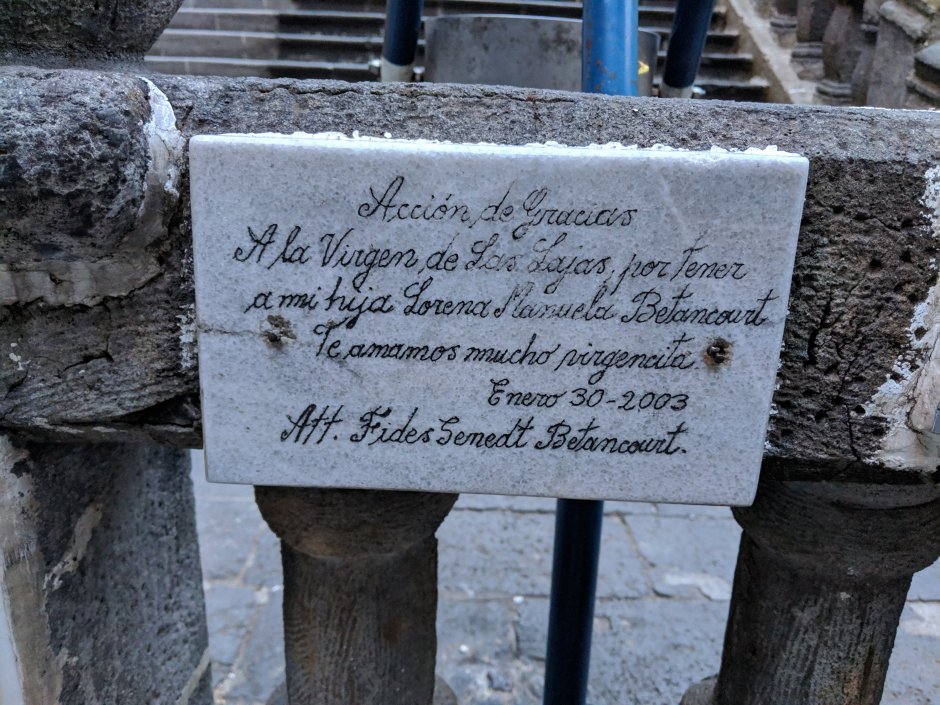 Acción de Gracias
A la Virgen de Las Lajas, por tener
a mi hija Lorena Manuela Betancourt
Te amamos mucho virgencita.
Enero 30-2003
Att. Fides Senedt Betancourt.